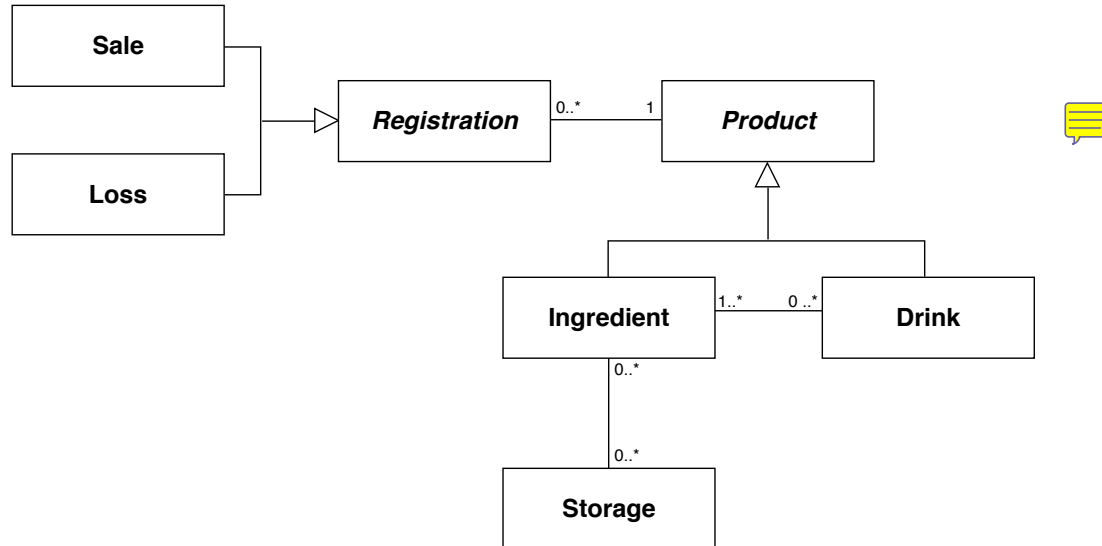 Sale
Registration
0..*
1
Product
Loss
Ingredient
1..*
0 ..*
Drink
0..*
0..*
Storage